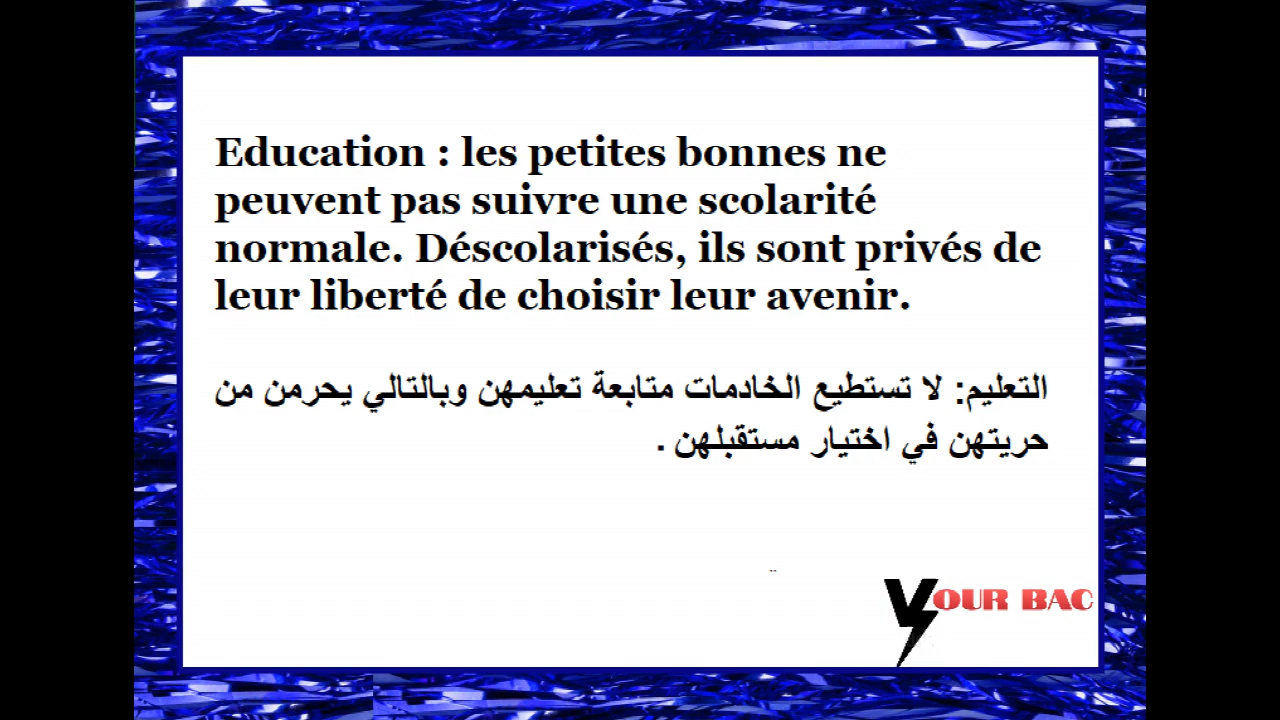 Education : les petites bonnes ne
peuvent pas suivre une scolarité
normale. Déscolarisés, ils sont privés de
leur liberté de choisir leur avenir.
التعليم: لا تستطيع الخادمات متابعة تعليمهن وبالتالي يحرمن من
حريتهن في اختيار مستقبلهن .
YOUR BAC